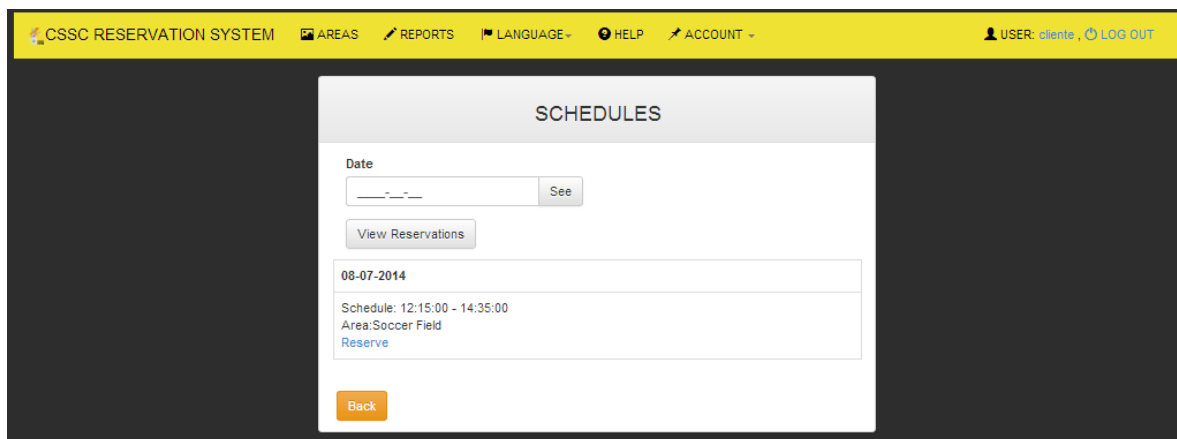 CSSC RESERVATION SYSTEM AREAS REPORTS LANGUAGE HELP ACCOUNT USER: cliente , LOG OUT
SCHEDULES
Date
____-__-__ See
View Reservations
08-07-2014
Schedule: 12:15:00 - 14:35:00
Area:Soccer Field
Reserve
Back